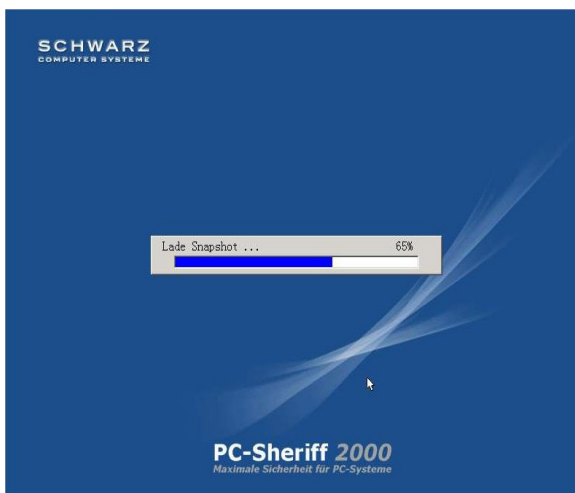 SCHWARZ
COMPUTER SYSTEME
Lade Snapshot ... 65%
PC-Sheriff 2000
Maximale Sicherheit für PC-Systeme